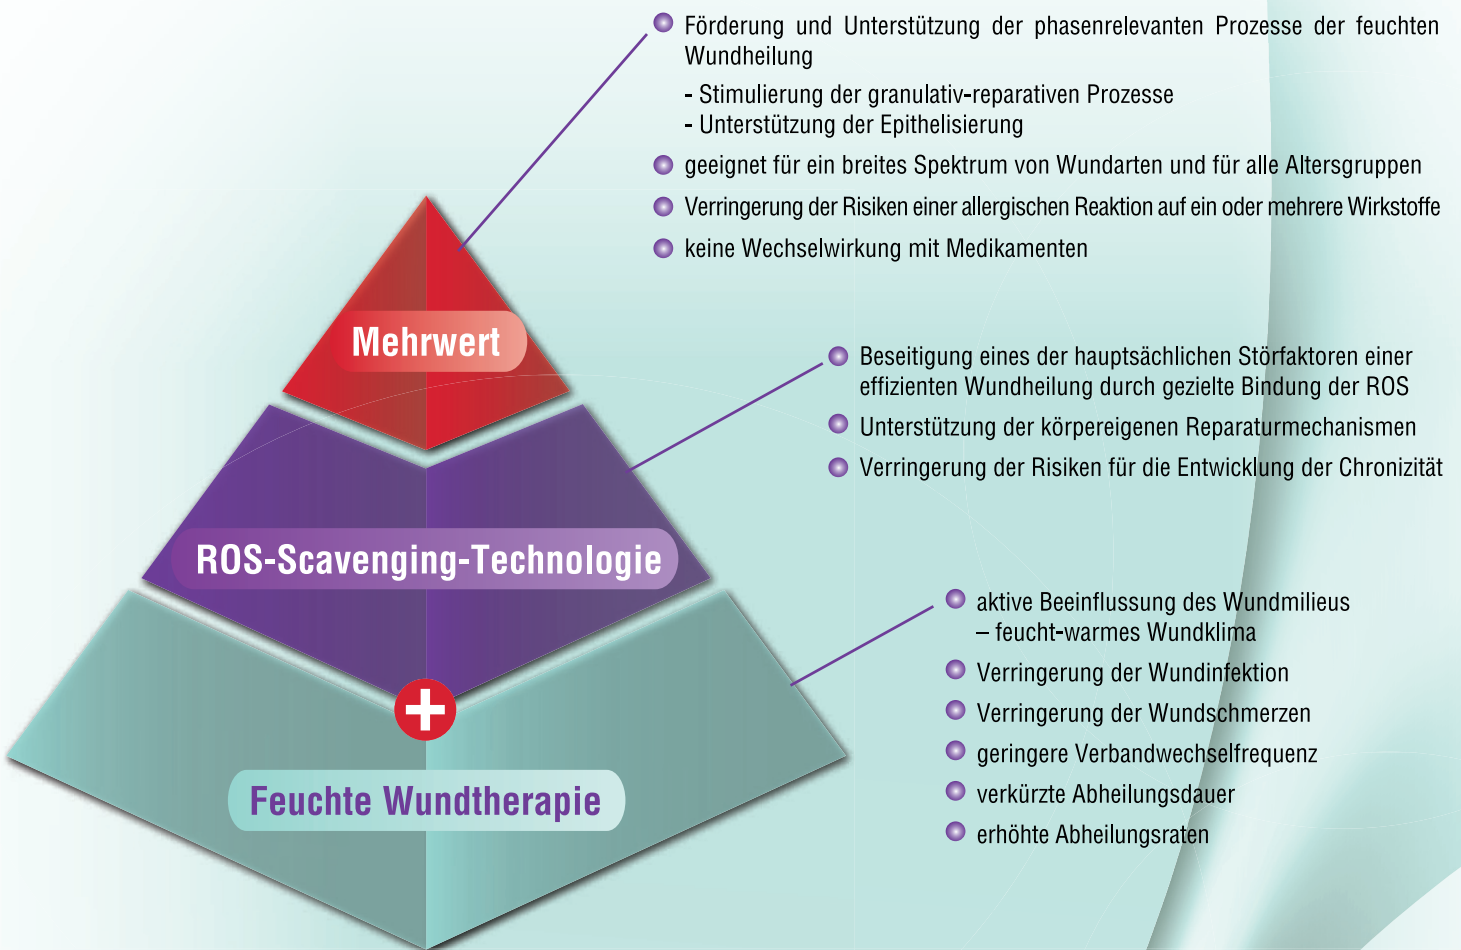 Förderung und Unterstützung der phasenrelevanten Prozesse der feuchten
Wundheilung
- Stimulierung der granulativ-reparativen Prozesse
- Unterstützung der Epithelisierung
geeignet für ein breites Spektrum von Wundarten und für alle Altersgruppen
Verringerung der Risiken einer allergischen Reaktion auf ein oder mehrere Wirkstoffe
keine Wechselwirkung mit Medikamenten
Mehrwert
Beseitigung eines der hauptsächlichen Störfaktoren einer
effizienten Wundheilung durch gezielte Bindung der ROS
Unterstützung der körpereigenen Reparaturmechanismen
Verringerung der Risiken für die Entwicklung der Chronizität
ROS-Scavenging-Technologie
aktive Beeinflussung des Wundmilieus
– feucht-warmes Wundklima
Verringerung der Wundinfektion
Verringerung der Wundschmerzen
geringere Verbandwechselfrequenz
verkürzte Abheilungsdauer
erhöhte Abheilungsraten
Feuchte Wundtherapie